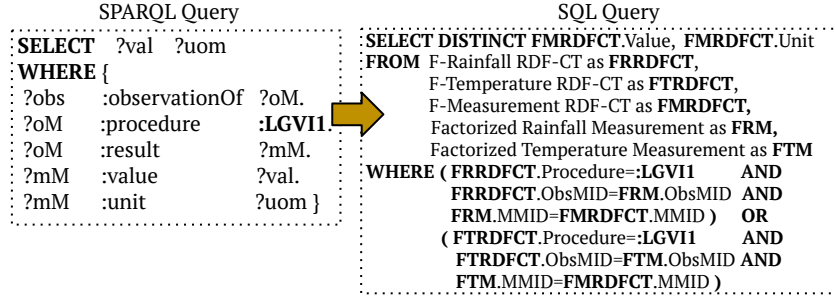 SPARQL Query
SELECT ?val ?uom
WHERE {
?obs :observationOf ?oM.
?oM :procedure :LGVI1.
?oM :result ?mM.
?mM :value ?val.
?mM :unit ?uom }
SQL Query
SELECT DISTINCT FMRDFCT.Value, FMRDFCT.Unit
FROM F-Rainfall RDF-CT as FRRDFCT,
F-Temperature RDF-CT as FTRDFCT,
F-Measurement RDF-CT as FMRDFCT,
Factorized Rainfall Measurement as FRM,
Factorized Temperature Measurement as FTM
WHERE ( FRRDFCT.Procedure=:LGVI1 AND
FRRDFCT.ObsMID=FRM.ObsMID AND
FRM.MMID=FMRDFCT.MMID ) OR
( FTRDFCT.Procedure=:LGVI1 AND
FTRDFCT.ObsMID=FTM.ObsMID AND
FTM.MMID=FMRDFCT.MMID )